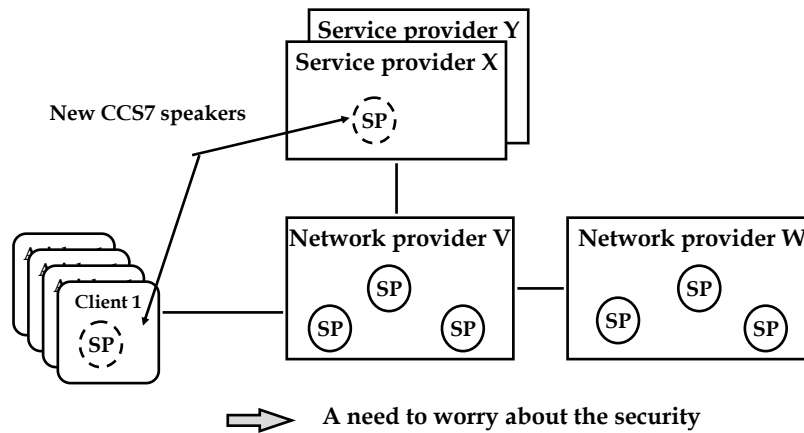 Service provider Y
Service provider X
New CCS7 speakers
SP
Network provider V
Network provider W
SP
SP
SP
SP
SP
SP
Client 1
SP
A need to worry about the security